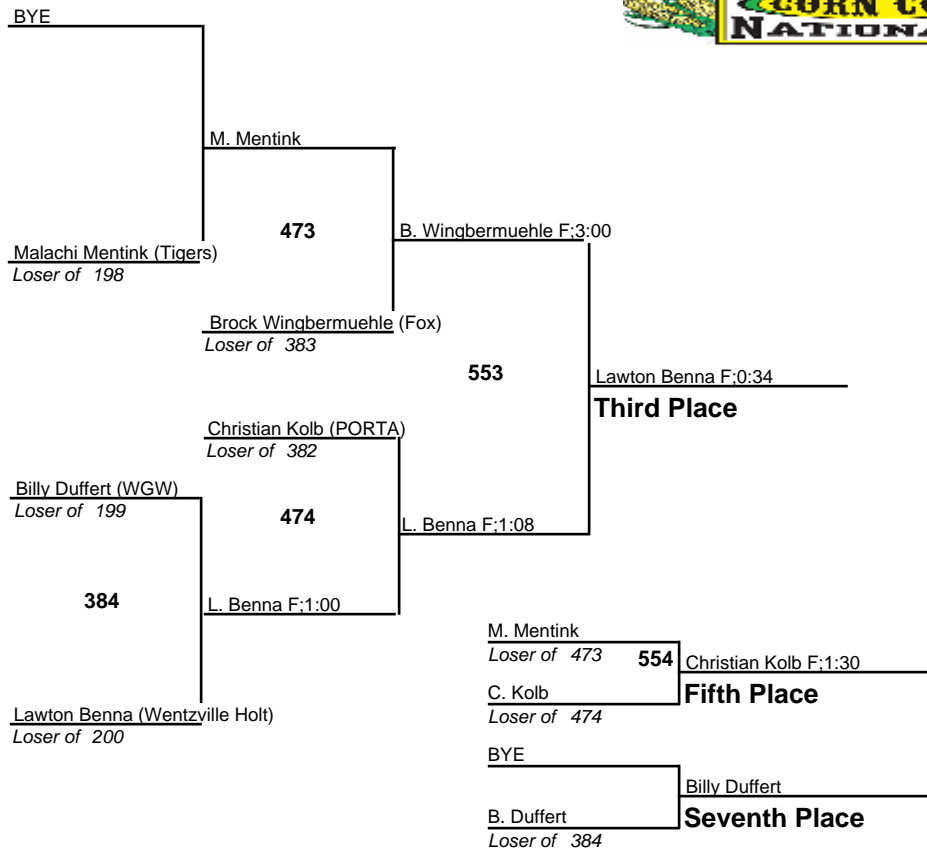 CORN CO
NATIONA
BYE
M. Mentink
473
B. Wingbermuehle F;3:00
Malachi Mentink (Tigers)
Loser of 198
Brock Wingbermuehle (Fox)
Loser of 383
553
Lawton Benna F;0:34
Third Place
Christian Kolb (PORTA)
Loser of 382
Billy Duffert (WGW)
Loser of 199
474
L. Benna F;1:08
384
L. Benna F;1:00
Lawton Benna (Wentzville Holt)
Loser of 200
M. Mentink
Loser of 473
554
Christian Kolb F;1:30
C. Kolb
Fifth Place
Loser of 474
BYE
Billy Duffert
B. Duffert
Seventh Place
Loser of 384